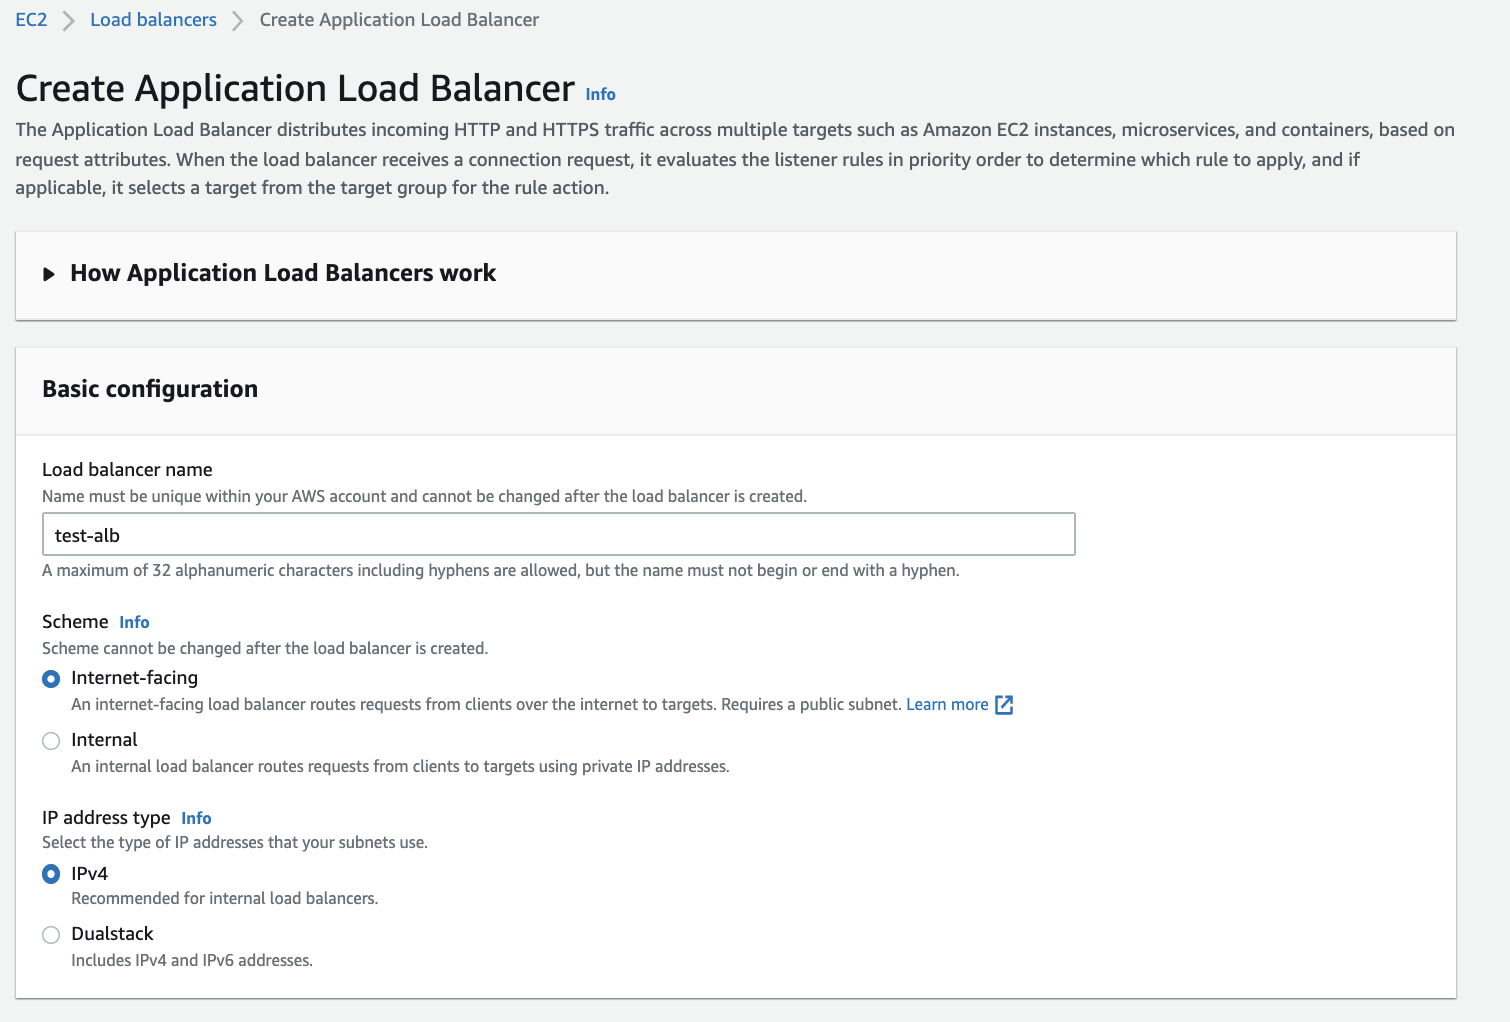 EC2 > Load balancers > Create Application Load Balancer
Create Application Load Balancer Info
The Application Load Balancer distributes incoming HTTP and HTTPS traffic across multiple targets such as Amazon EC2 instances, microservices, and containers, based on
request attributes. When the load balancer receives a connection request, it evaluates the listener rules in priority order to determine which rule to apply, and if
applicable, it selects a target from the target group for the rule action.
How Application Load Balancers work
Basic configuration
Load balancer name
Name must be unique within your AWS account and cannot be changed after the load balancer is created.
test-alb
A maximum of 32 alphanumeric characters including hyphens are allowed, but the name must not begin or end with a hyphen.
Scheme Info
Scheme cannot be changed after the load balancer is created.
Internet-facing
An internet-facing load balancer routes requests from clients over the internet to targets. Requires a public subnet. Learn more
Internal
An internal load balancer routes requests from clients to targets using private IP addresses.
IP address type Info
Select the type of IP addresses that your subnets use.
IPv4
Recommended for internal load balancers.
Dualstack
Includes IPv4 and IPv6 addresses.